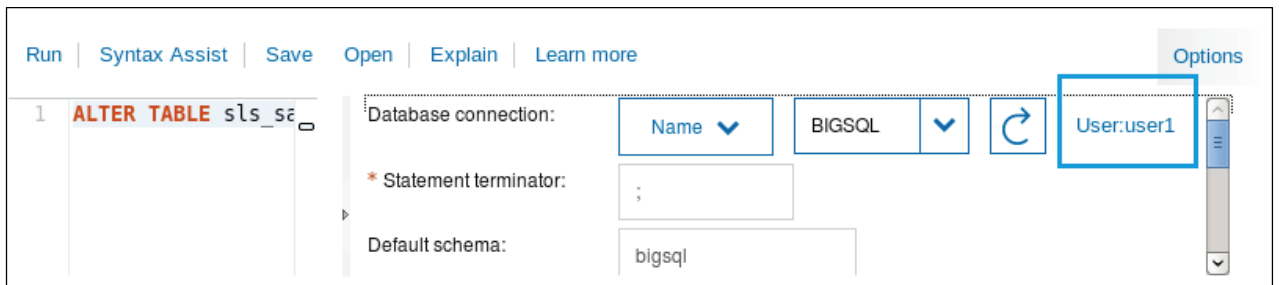 Run Syntax Assist Save Open Explain Learn more Options
1 ALTER TABLE sls_sa
Database connection: Name BIGSQL User:user1
* Statement terminator: ;
Default schema: bigsql